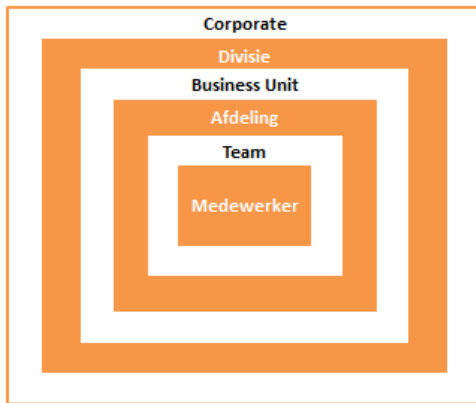 Corporate
Divisie
Business Unit
Afdeling
Team
Medewerker